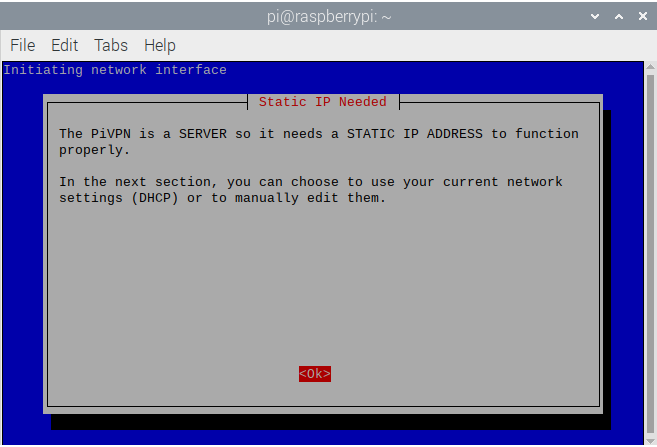 pi@raspberrypi: ~
File Edit Tabs Help
Initiating network interface
Static IP Needed
The PiVPN is a SERVER so it needs a STATIC IP ADDRESS to function
properly.
In the next section, you can choose to use your current network
settings (DHCP) or to manually edit them.
<Ok>